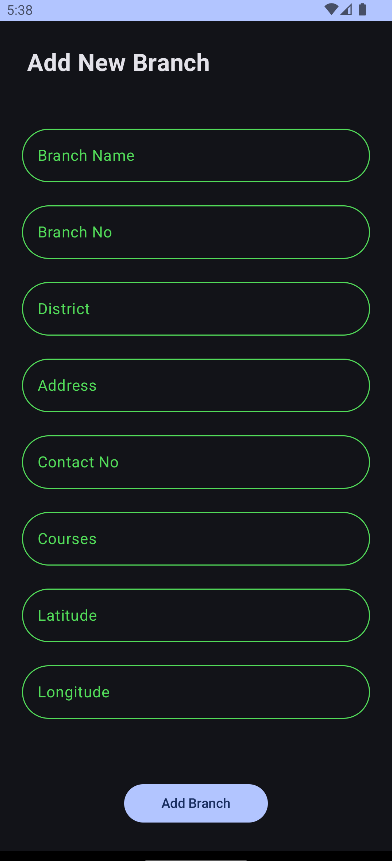 5:38
Add New Branch
Branch Name
Branch No
District
Address
Contact No
Courses
Latitude
Longitude
Add Branch